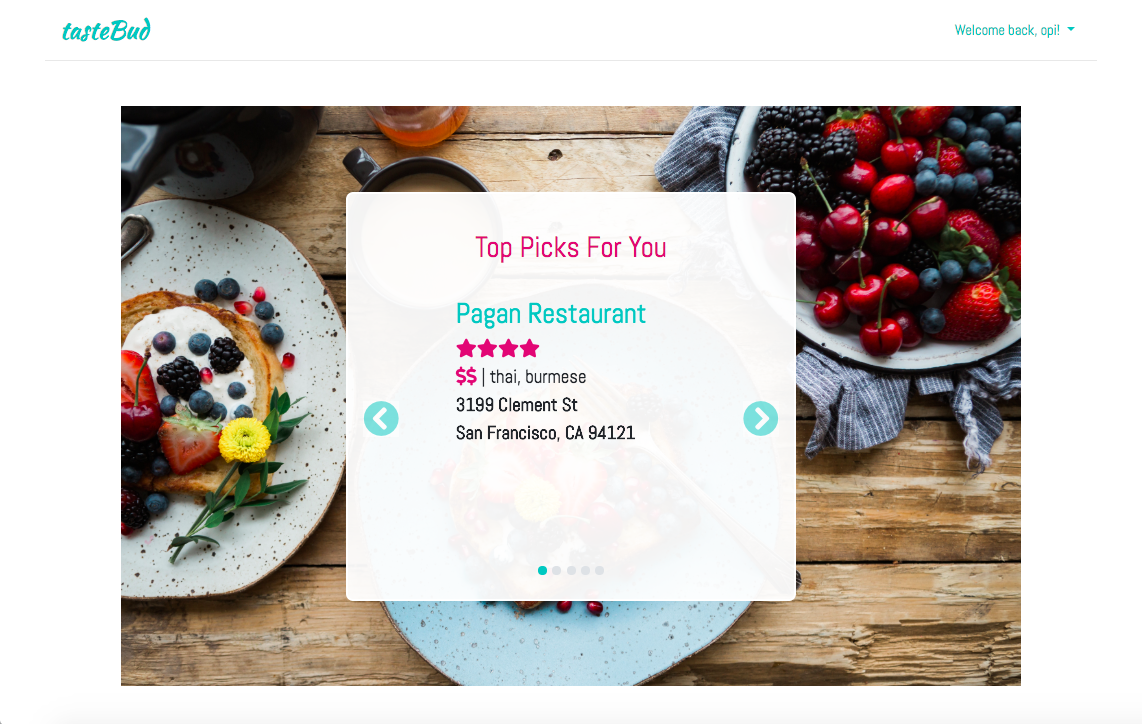 tasteBud
Welcome back, opi!
Top Picks For You
Pagan Restaurant
$$ | thai, burmese
3199 Clement St
San Francisco, CA 94121